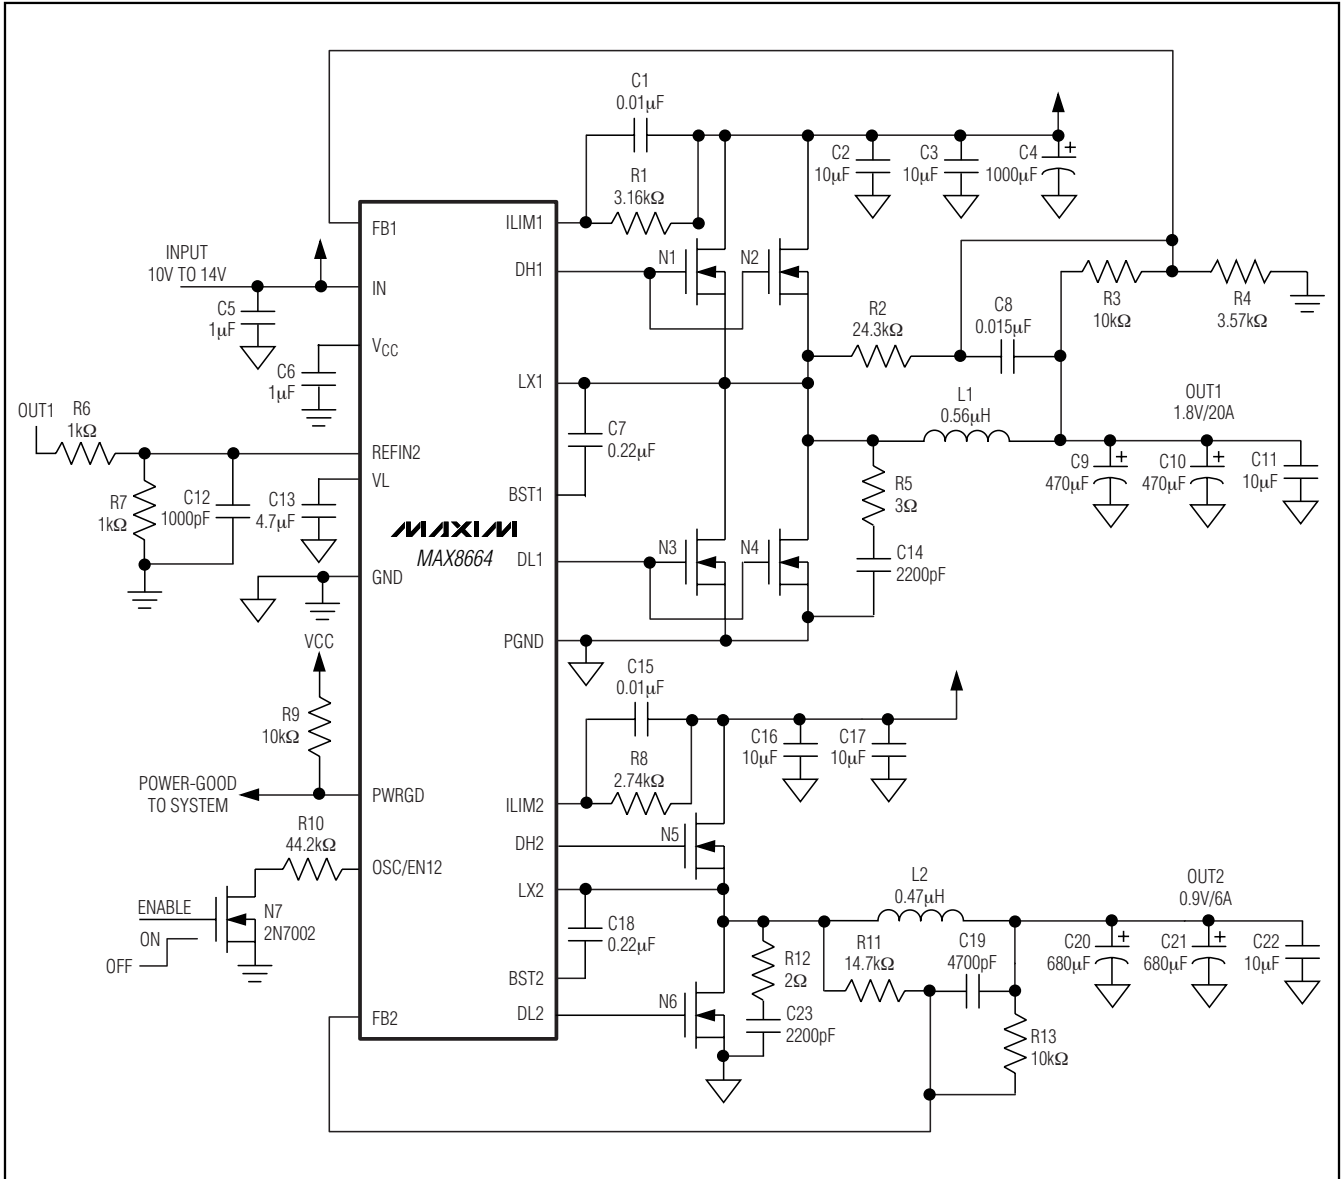 C1
0.01µF
R1
3.16kΩ
C2
10µF
C3
10µF
C4
1000µF
+
FB1
ILIM1
INPUT
10V TO 14V
IN
C5
1µF
DH1
N1
N2
R3
10kΩ
R4
3.57kΩ
R2
24.3kΩ
C8
0.015µF
VCC
C6
1µF
LX1
L1
0.56µH
OUT1
1.8V/20A
OUT1
R6
1kΩ
C7
0.22µF
C9
470µF
+
C10
470µF
+
C11
10µF
REFIN2
VL
R7
1kΩ
C12
1000pF
C13
4.7µF
BST1
R5
3Ω
MAXIM
MAX8664
DL1
N3
N4
C14
2200pF
GND
PGND
VCC
C15
0.01µF
R9
10kΩ
R8
2.74kΩ
C16
10µF
C17
10µF
POWER-GOOD
TO SYSTEM
PWRGD
ILIM2
R10
44.2kΩ
DH2
N5
OSC/EN12
LX2
L2
0.47µH
OUT2
0.9V/6A
ENABLE
ON
OFF
N7
2N7002
C18
0.22µF
R12
2Ω
R11
14.7kΩ
C19
4700pF
C20
680µF
+
C21
680µF
+
C22
10µF
BST2
FB2
DL2
N6
C23
2200pF
R13
10kΩ